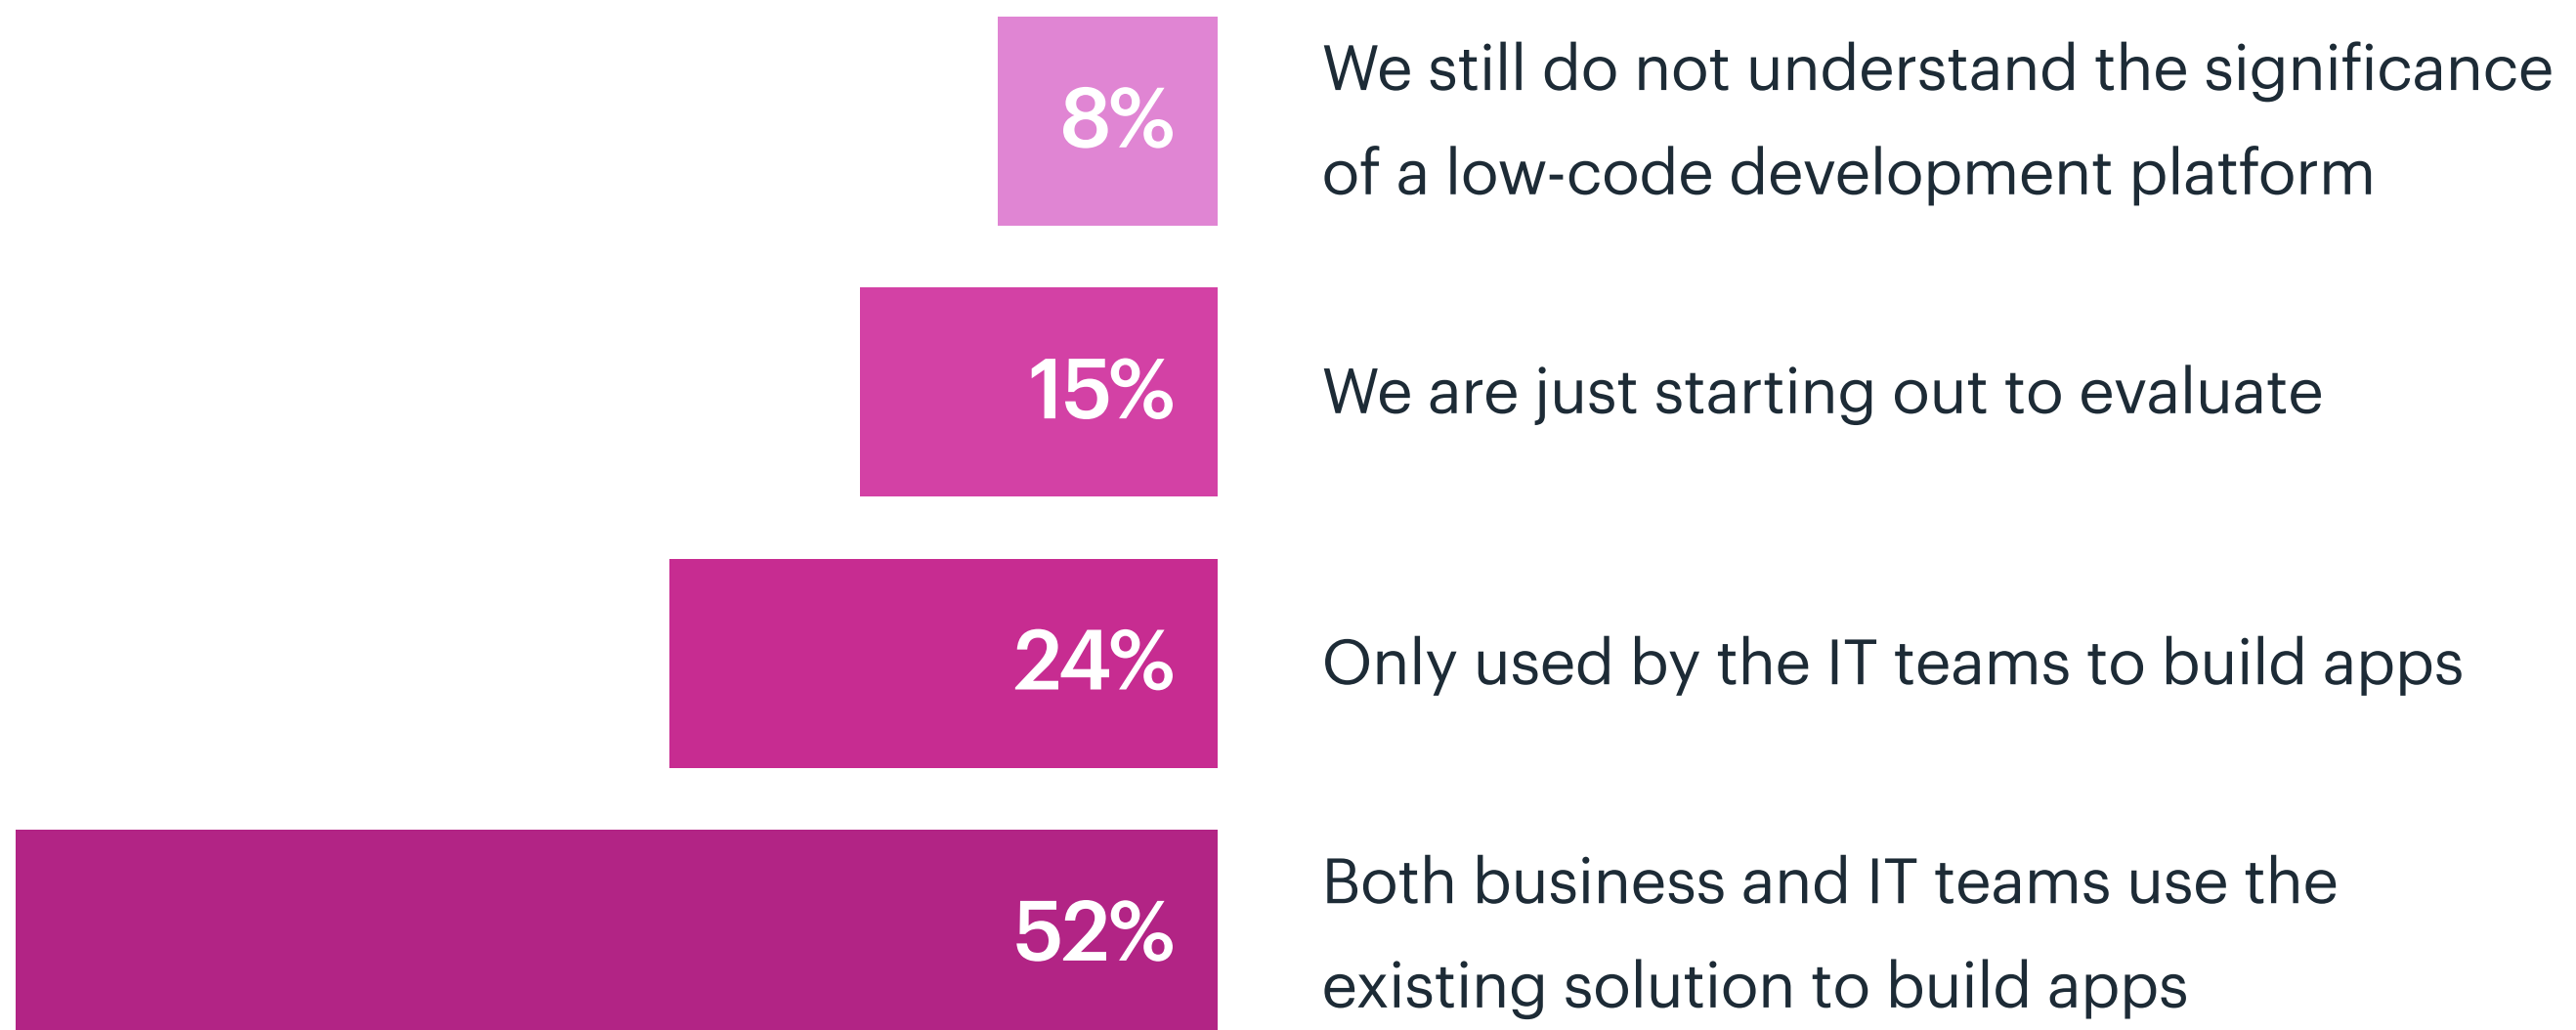 8%
We still do not understand the significance
of a low-code development platform
15%
We are just starting out to evaluate
24%
Only used by the IT teams to build apps
52%
Both business and IT teams use the
existing solution to build apps